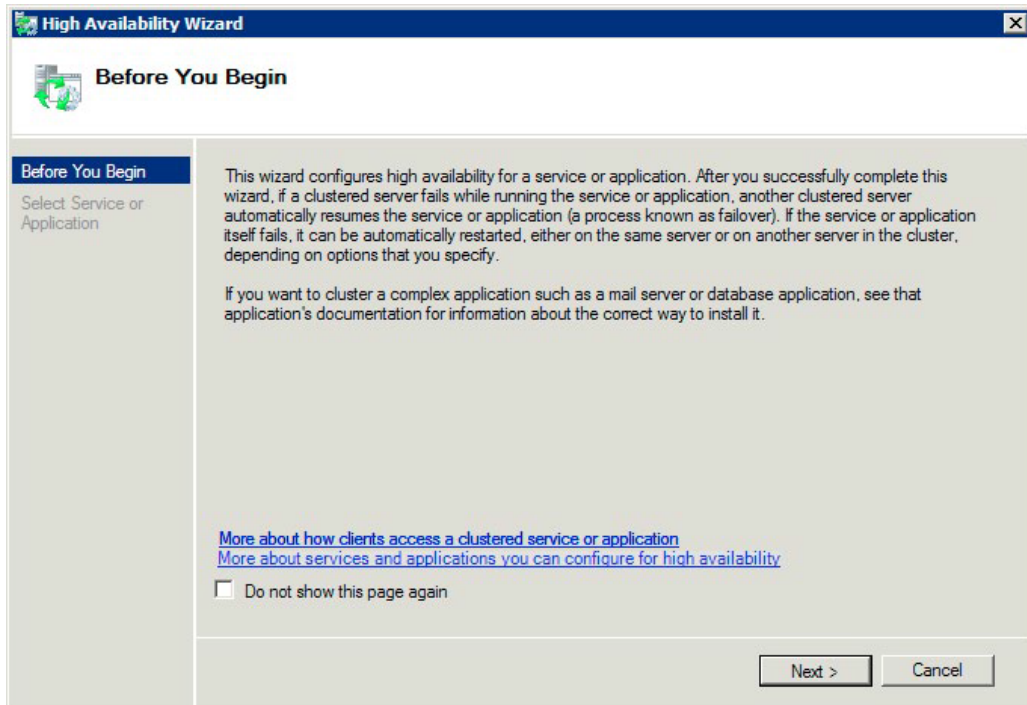 High Availability Wizard
Before You Begin
Before You Begin
Select Service or
Application
This wizard configures high availability for a service or application. After you successfully complete this
wizard, if a clustered server fails while running the service or application, another clustered server
automatically resumes the service or application (a process known as failover). If the service or application
itself fails, it can be automatically restarted, either on the same server or on another server in the cluster,
depending on options that you specify.
If you want to cluster a complex application such as a mail server or database application, see that
application's documentation for information about the correct way to install it.
More about how clients access a clustered service or application
More about services and applications you can configure for high availability
Do not show this page again
Next >
Cancel